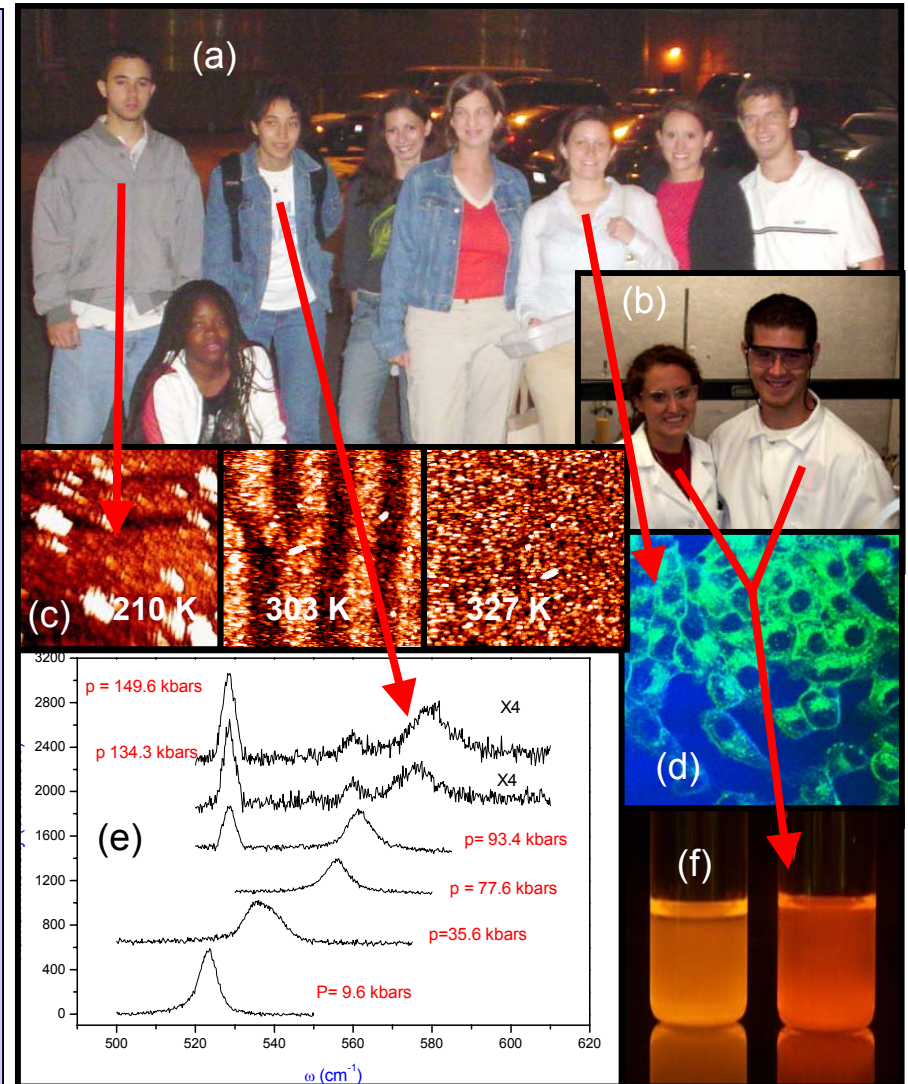 (a)
(b)
(c)
210 K
303 K
327 K
(d)
(e)
3200
2800
2400
2000
1600
1200
800
400
0
p = 149.6 kbars
X4
p 134.3 kbars
X4
p= 93.4 kbars
p = 77.6 kbars
p=35.6 kbars
P= 9.6 kbars
500
520
540
560
580
600
620
ω (cm-1)
(f)